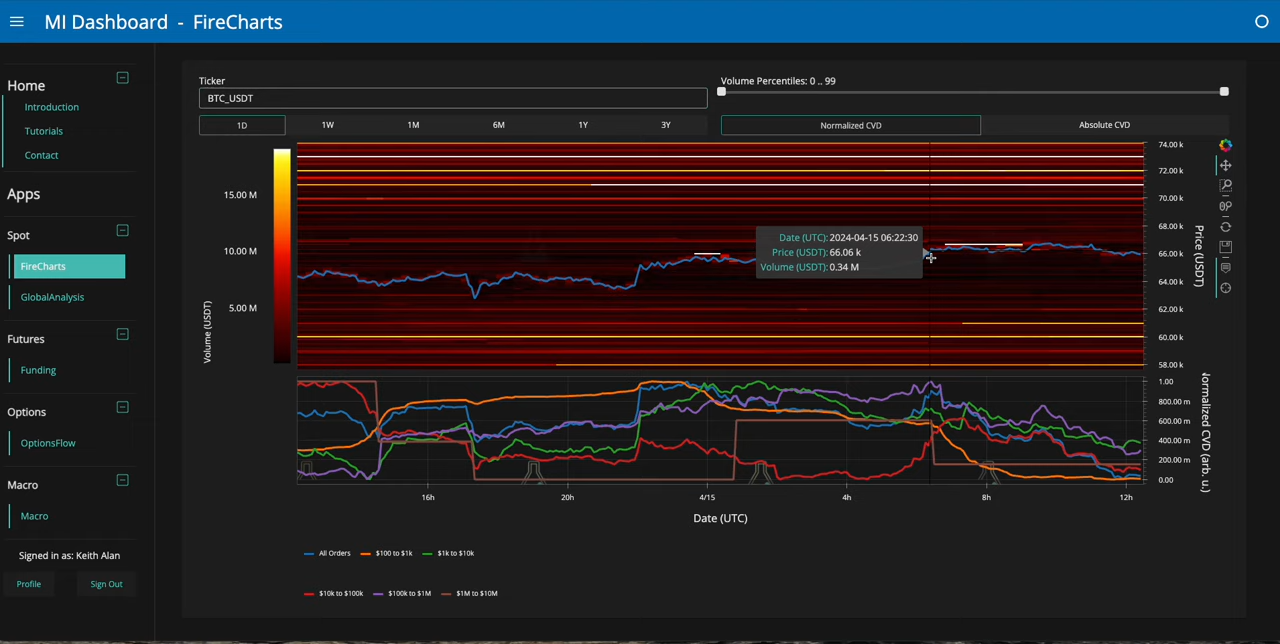 MI Dashboard - FireCharts
Home
Introduction
Tutorials
Contact
Apps
Spot
FireCharts
GlobalAnalysis
Futures
Funding
Options
OptionsFlow
Macro
Macro
Signed in as: Keith Alan
Profile
Sign Out
Ticker
BTC_USDT
Volume Percentiles: 0 .. 99
1D
1W
1M
6M
1Y
3Y
Normalized CVD
Absolute CVD
15.00 M
10.00 M
5.00 M
Volume (USDT)
Date (UTC): 2024-04-15 06:22:30
Price (USDT): 66.06 k
Volume (USDT): 0.34 M
74.00 k
72.00 k
70.00 k
68.00 k
66.00 k
64.00 k
62.00 k
60.00 k
58.00 k
Price (USDT)
1.00
800.00 m
600.00 m
400.00 m
200.00 m
0.00
ormalized CVD (arb. u.)
16h
20h
4/15
4h
8h
12h
Date (UTC)
All Orders
$100 to $1k
$1k to $10k
$10k to $100k
$100k to $1M
$1M to $10M